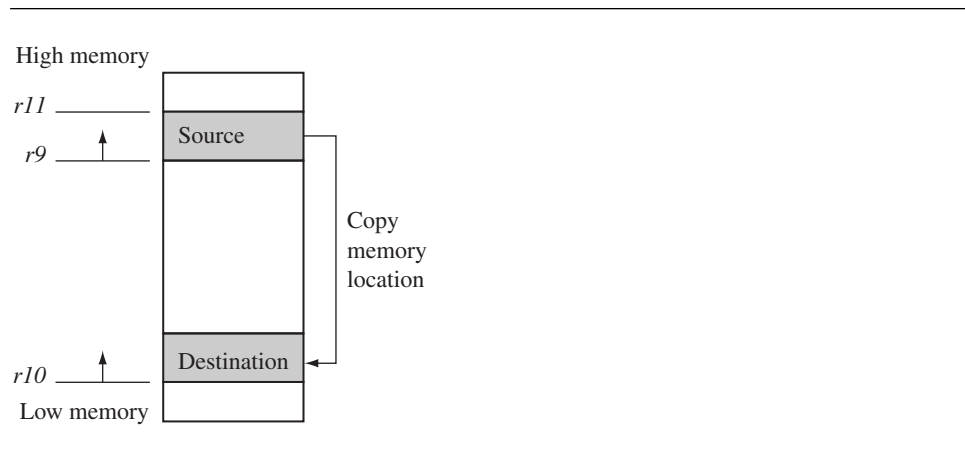 High memory
r11
Source
r9
Copy
memory
location
Destination
r10
Low memory